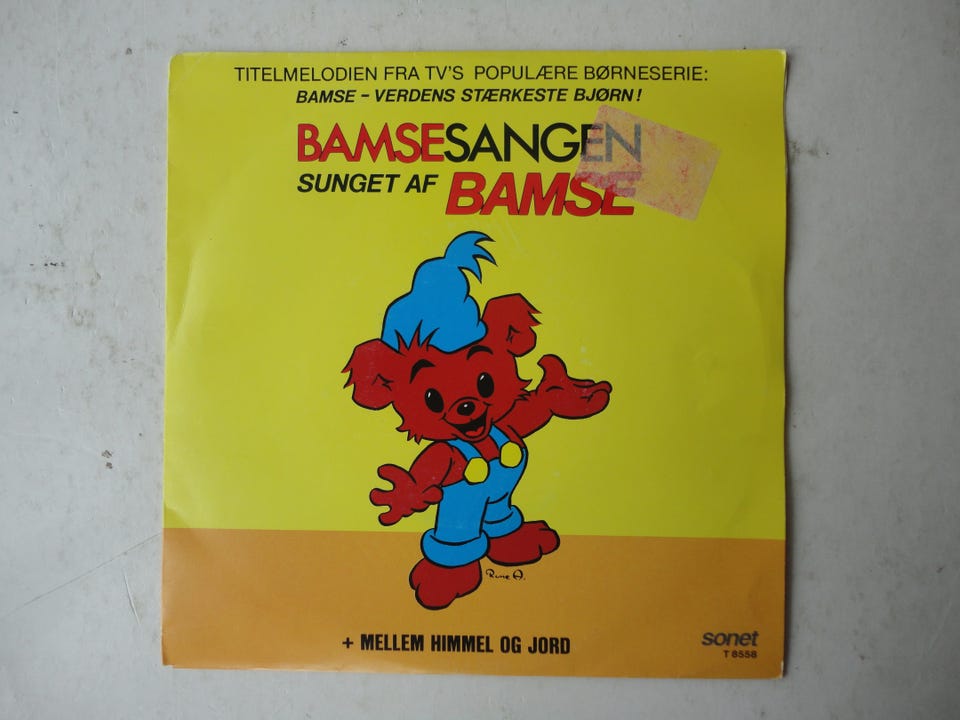 TITELMELODIEN FRA TV'S POPULÆRE BØRNESERIE:
BAMSE – VERDENS STÆRKESTE BJØRN!
BAMSESANGEN
SUNGET AF BAMSE
Rune A.
+ MELLEM HIMMEL OG JORD
sonet
T 8558